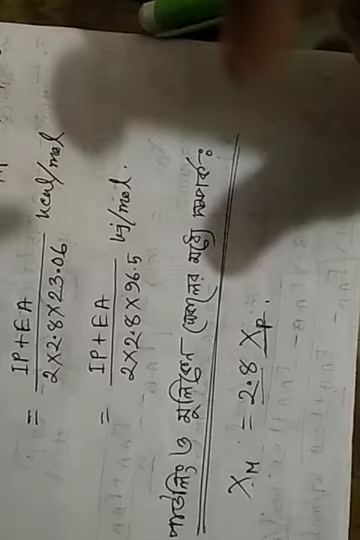 = IP+EA / 2×2.8×23.06 kcal/mol
= IP+EA / 2×2.8×96.5 kj/mol.
পাউলিং ও মুলিকেন স্কেলের মধ্যে সম্পর্ক:
X_M = 2.8 X_P.